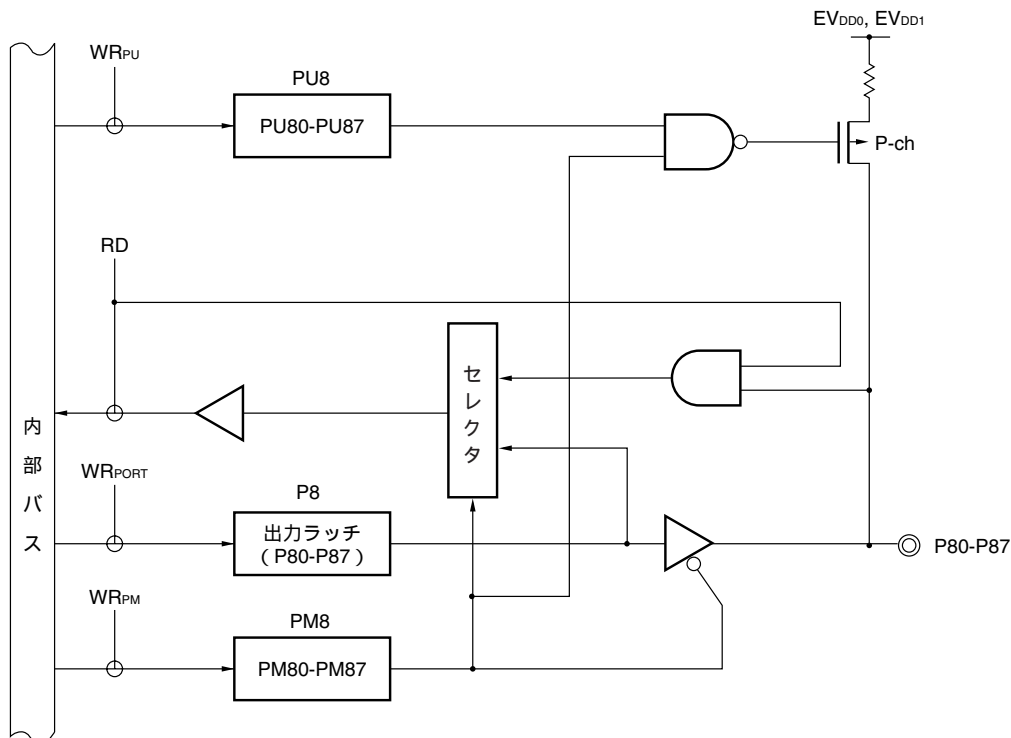 EVDD0, EVDD1
WRPU
PU8
PU80-PU87
P-ch
RD
セレクタ
内部バス
WRPORT
P8
出力ラッチ
( P80-P87 )
P80-P87
WRPM
PM8
PM80-PM87